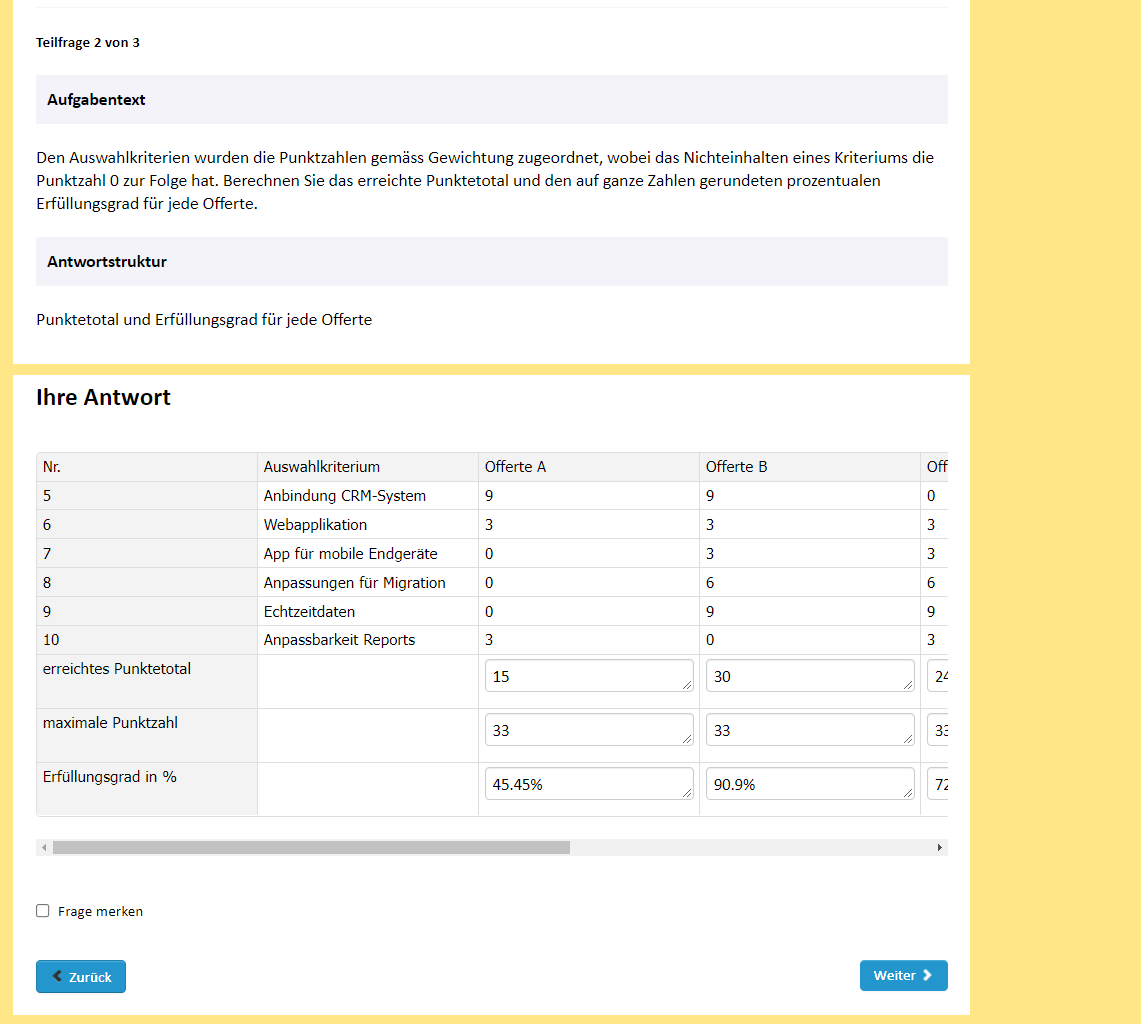 Teilfrage 2 von 3
Aufgabentext
Den Auswahlkriterien wurden die Punktzahlen gemäss Gewichtung zugeordnet, wobei das Nichteinhalten eines Kriteriums die
Punktzahl 0 zur Folge hat. Berechnen Sie das erreichte Punktetotal und den auf ganze Zahlen gerundeten prozentualen
Erfüllungsgrad für jede Offerte.
Antwortstruktur
Punktetotal und Erfüllungsgrad für jede Offerte
Ihre Antwort
Nr. Auswahlkriterium Offerte A Offerte B Off
5 Anbindung CRM-System 9 9 0
6 Webapplikation 3 3 3
7 App für mobile Endgeräte 0 3 3
8 Anpassungen für Migration 0 6 6
9 Echtzeitdaten 0 9 9
10 Anpassbarkeit Reports 3 0 3
erreichtes Punktetotal 15 30 24
maximale Punktzahl 33 33 33
Erfüllungsgrad in % 45.45% 90.9% 72
Frage merken
Zurück
Weiter